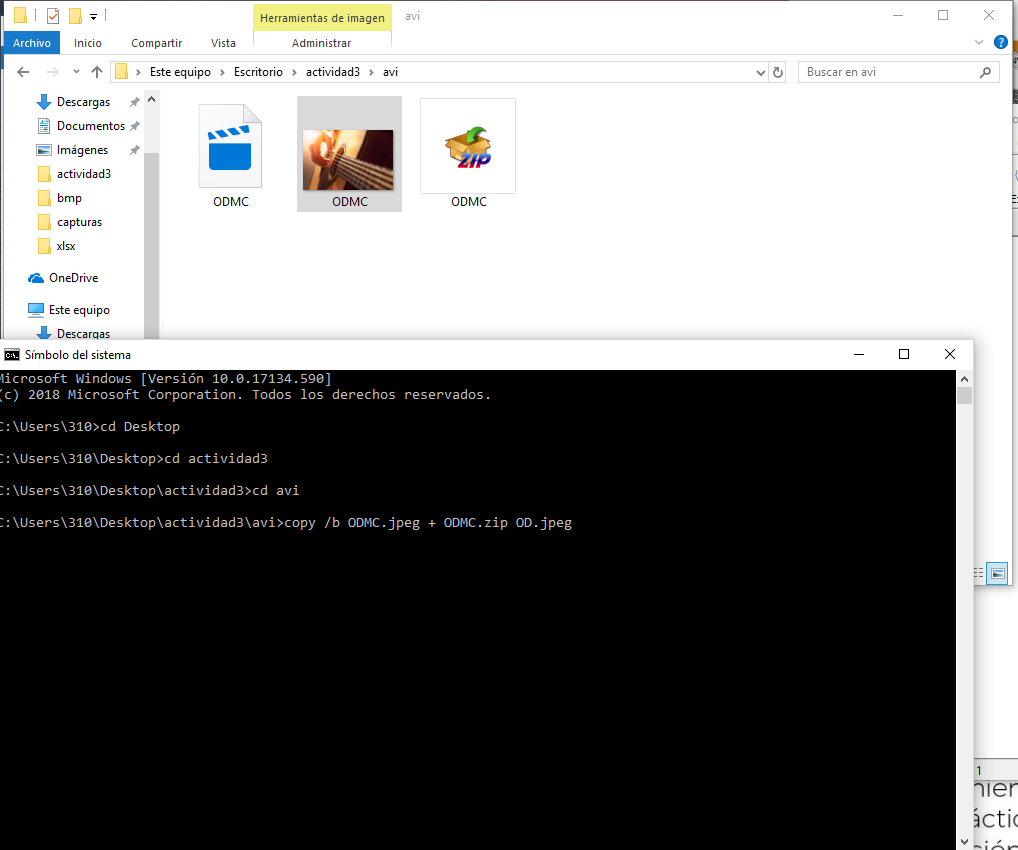 Herramientas de imagen avi
Archivo Inicio Compartir Vista Administrar
Este equipo Escritorio actividad3 avi Buscar en avi
Descargas
Documentos
Imágenes
actividad3
bmp
capturas
xlsx
OneDrive
Este equipo
Descargas
ODMC ODMC ZIP ODMC
C:\. Símbolo del sistema
Microsoft Windows [Versión 10.0.17134.590]
(c) 2018 Microsoft Corporation. Todos los derechos reservados.
C:\Users\310>cd Desktop
C:\Users\310\Desktop>cd actividad3
C:\Users\310\Desktop\actividad3>cd avi
C:\Users\310\Desktop\actividad3\avi>copy /b ODMC.jpeg + ODMC.zip OD.jpeg
1